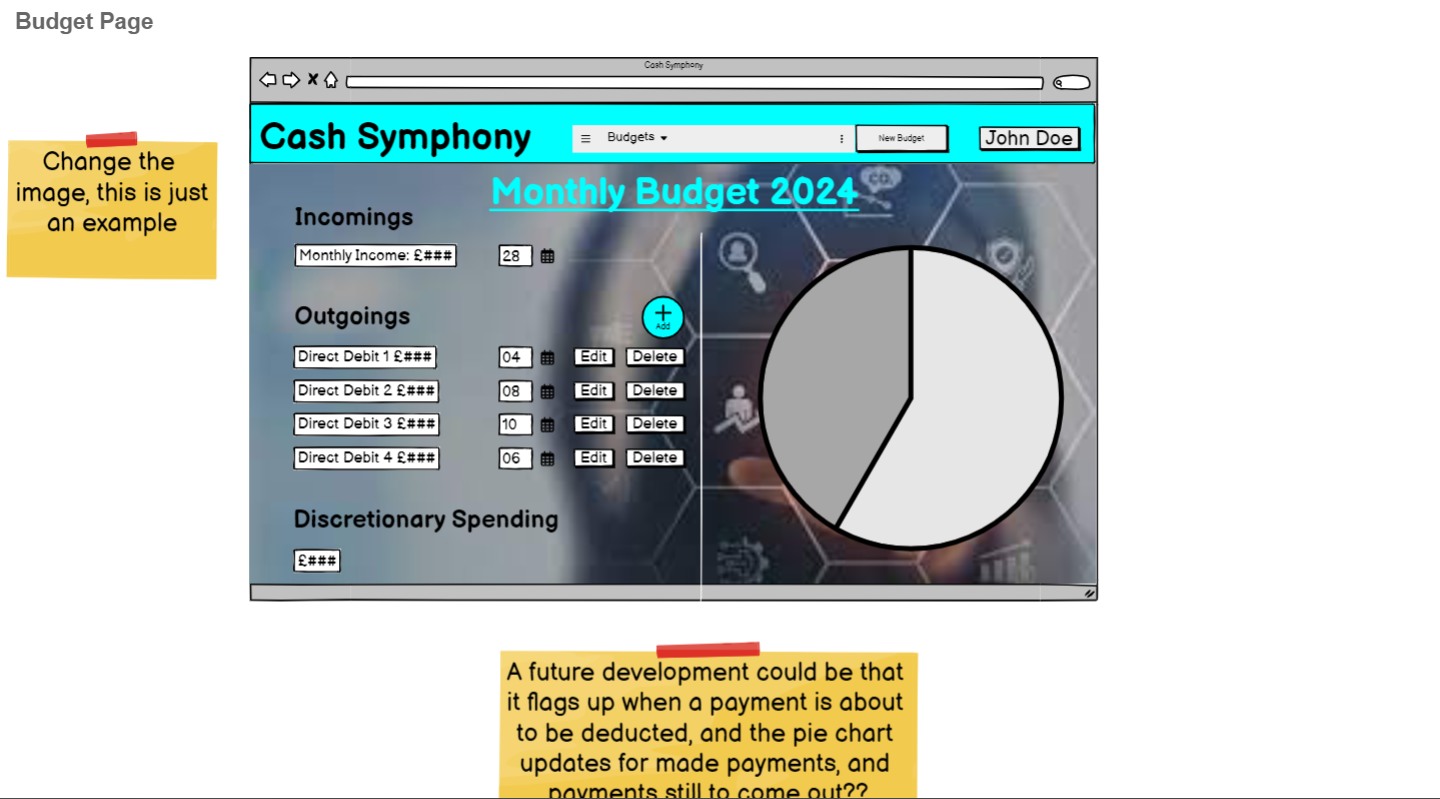 Budget Page
Cash Symphony
Cash Symphony
Budgets
New Budget
John Doe
Change the
image, this is just
an example
Monthly Budget 2024
Incomings
Monthly Income: £###
28
Outgoings
Add
Direct Debit 1 £###
04
Edit
Delete
Direct Debit 2 £###
08
Edit
Delete
Direct Debit 3 £###
10
Edit
Delete
Direct Debit 4 £###
06
Edit
Delete
Discretionary Spending
£###
CO₂
A future development could be that
it flags up when a payment is about
to be deducted, and the pie chart
updates for made payments, and
payments still to come out??